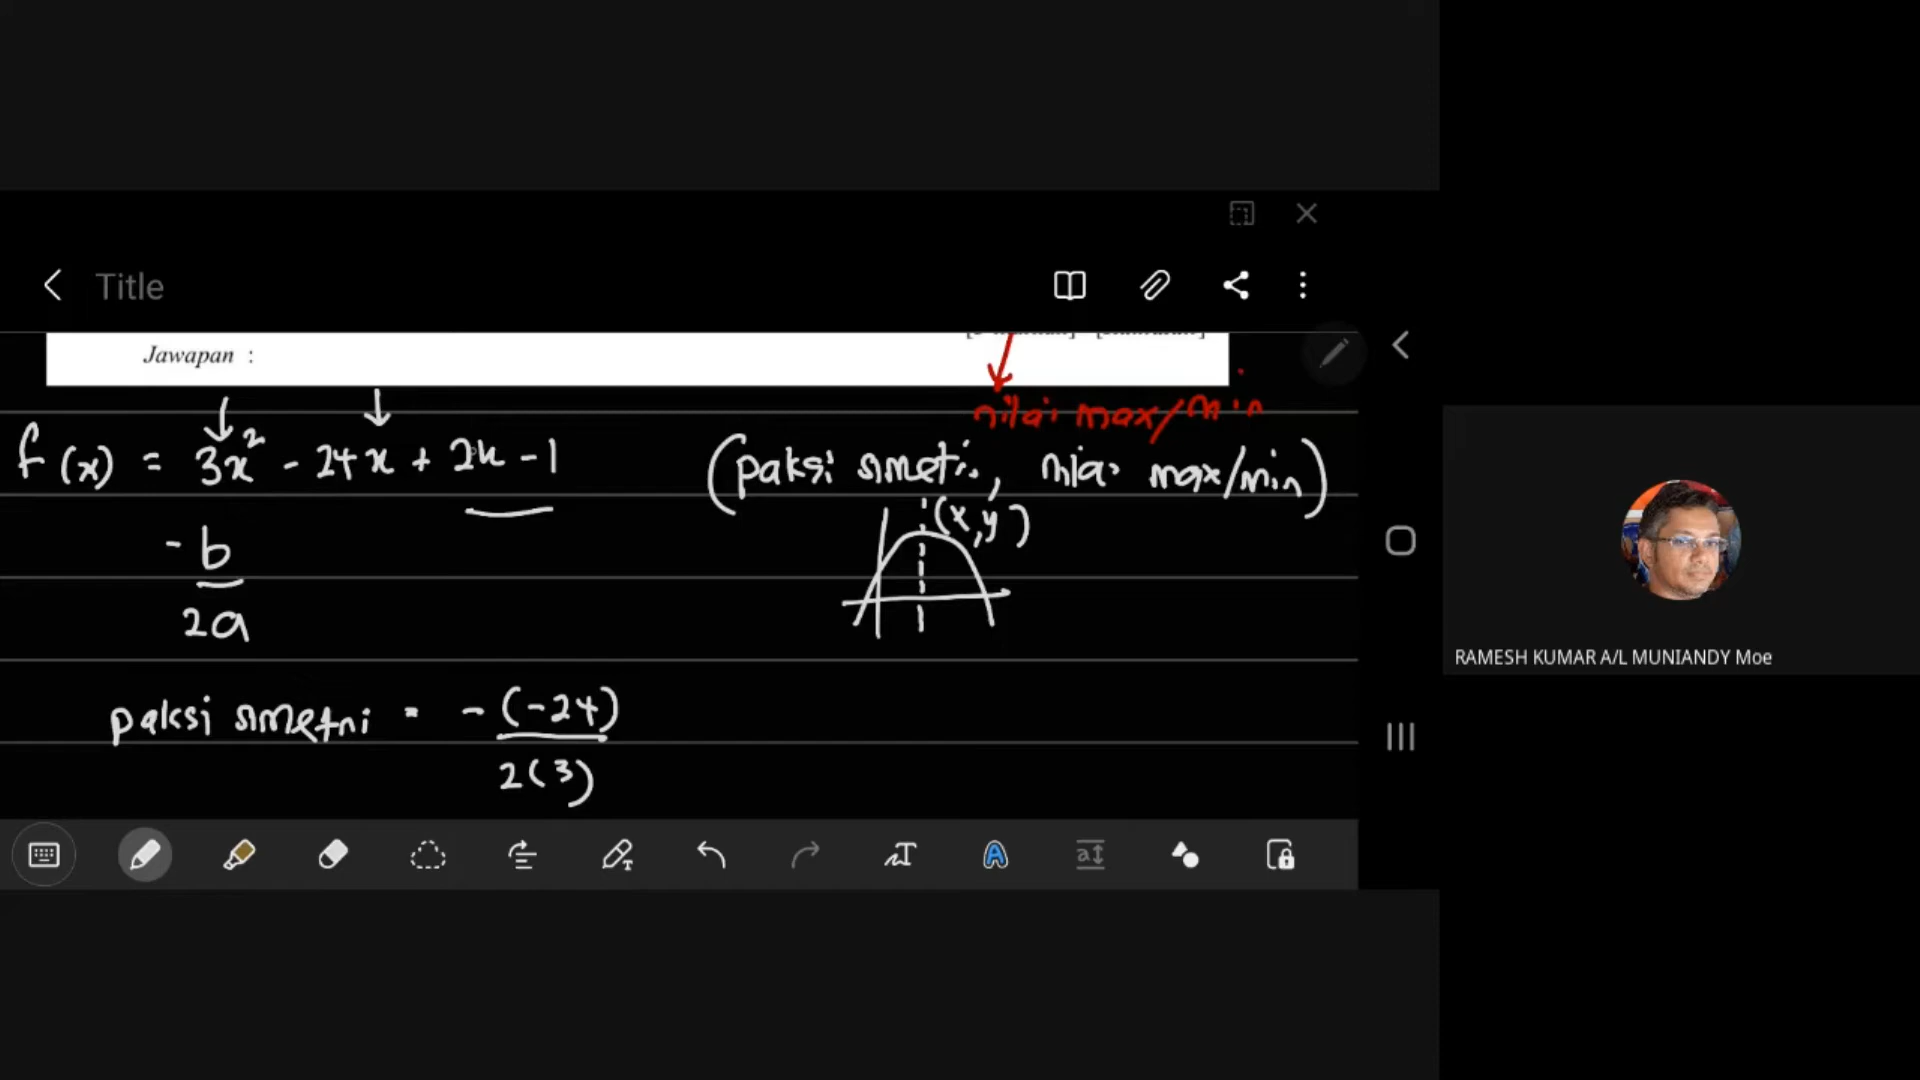 Title
Jawapan :
nilai max/min
f(x) = 3x² - 24x + 2k - 1
(paksi simetri, nilai max/min)
(x,y)
-b
2a
paksi simetri = -(-24)
2(3)
RAMESH KUMAR A/L MUNIANDY Moe